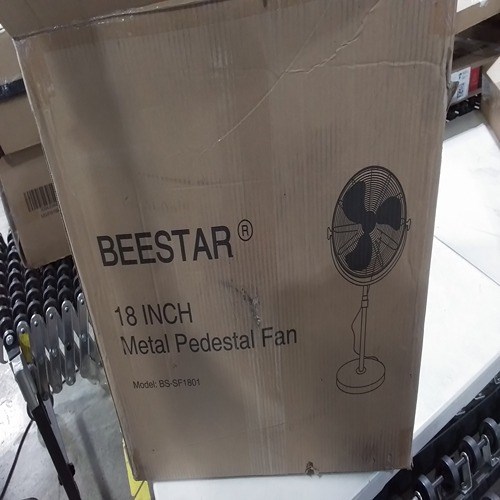 BEESTAR®
18 INCH
Metal Pedestal Fan
Model: BS-SF1801